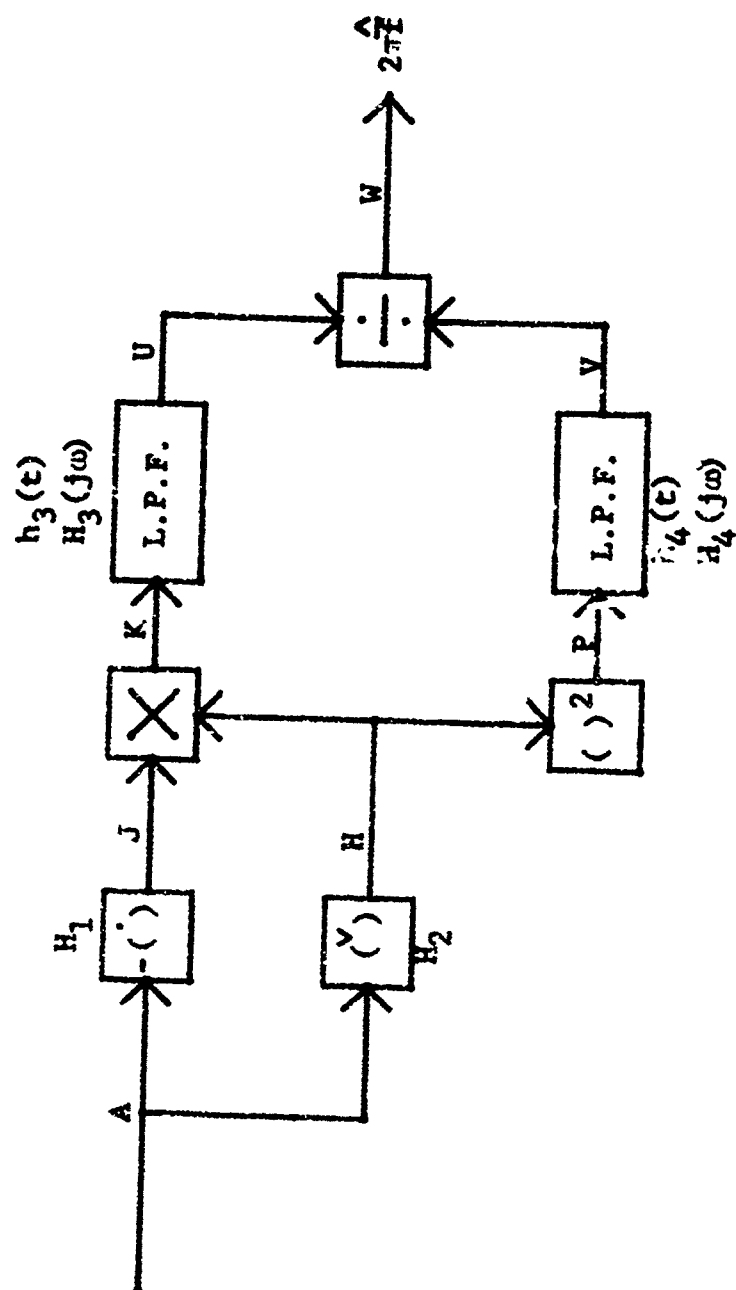 A
H₁
-(·)
J
K
h₃(t)
H₃(jω)
L.P.F.
U
(ˇ)
H₂
H
( )²
P
L.P.F.
h₄(t)
H₄(jω)
V
÷
W
2πf̂